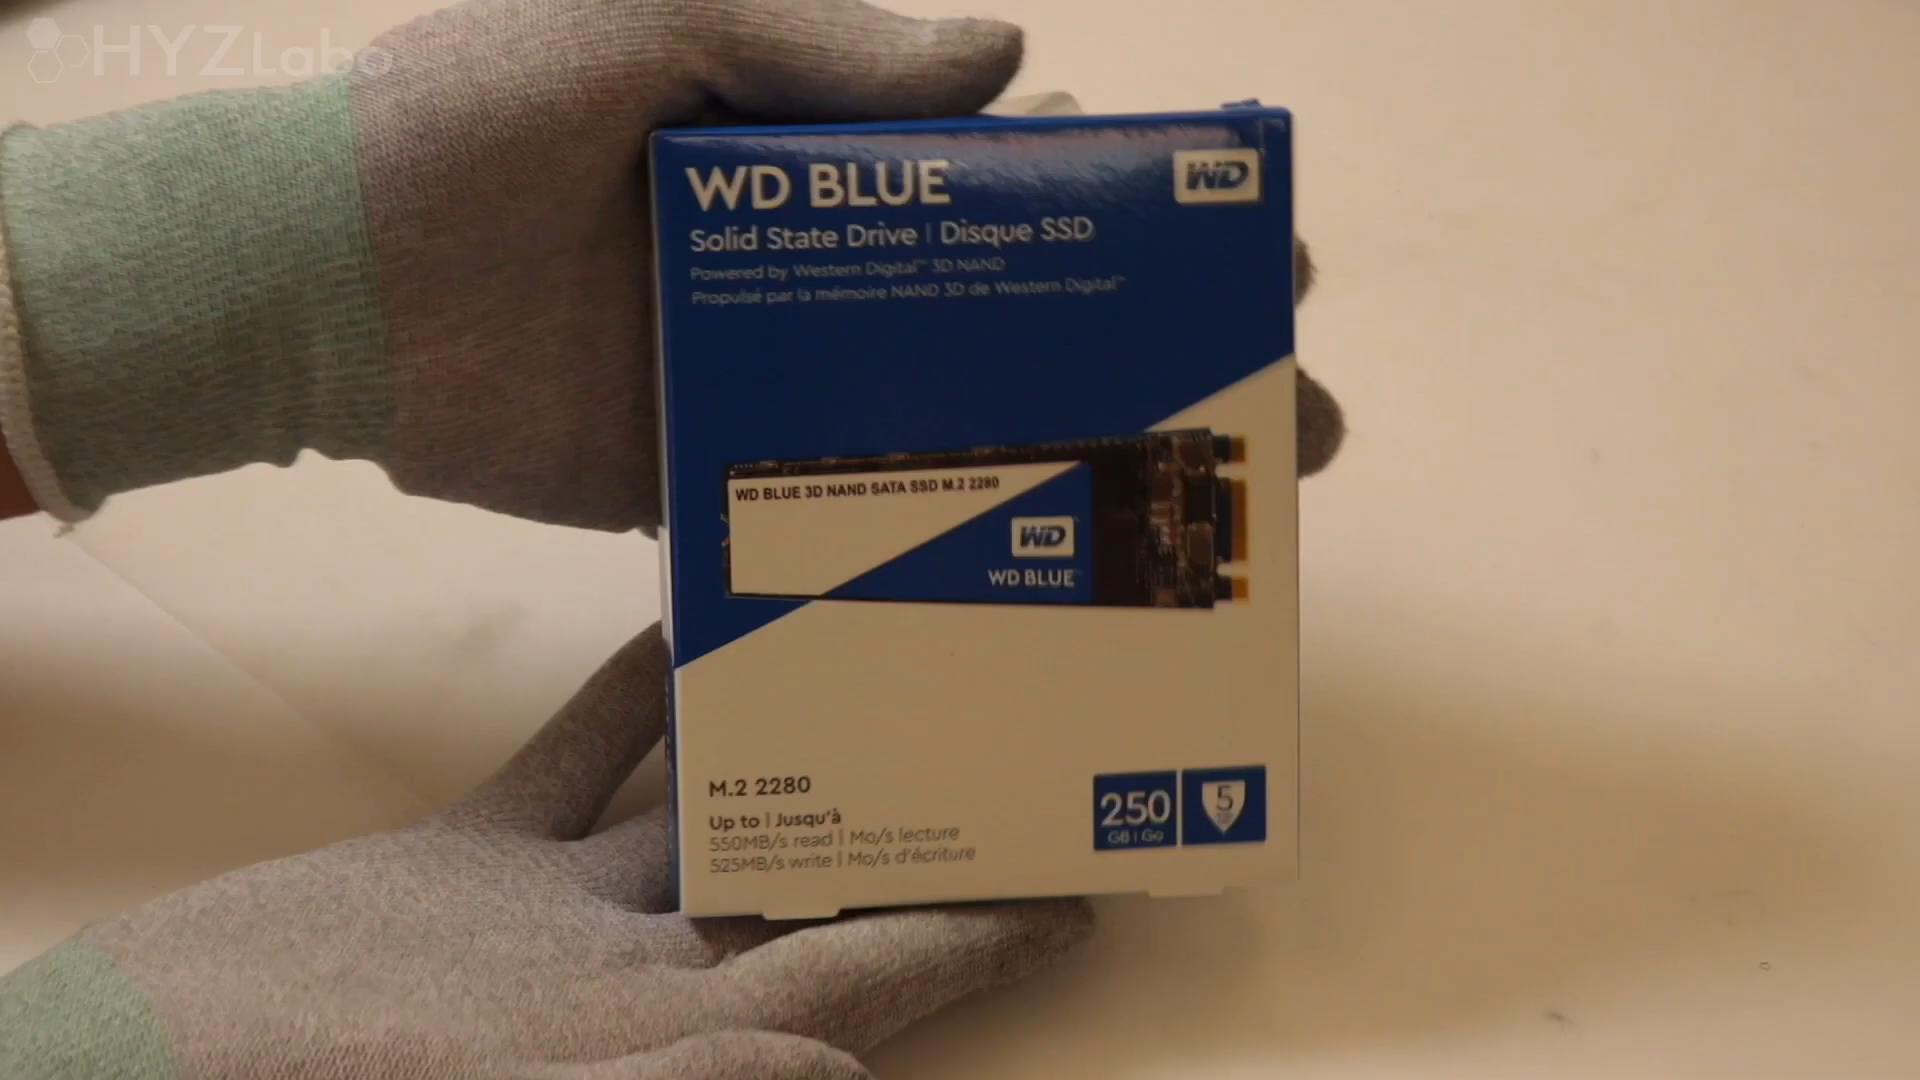 HYZLabo
WD BLUE
WD
Solid State Drive | Disque SSD
Powered by Western Digital™ 3D NAND
Propulsé par la mémoire NAND 3D de Western Digital™
WD BLUE 3D NAND SATA SSD M.2 2280
WD
WD BLUE™
M.2 2280
Up to | Jusqu'à
550MB/s read | Mo/s lecture
525MB/s write | Mo/s d'écriture
250
GB | Go
5